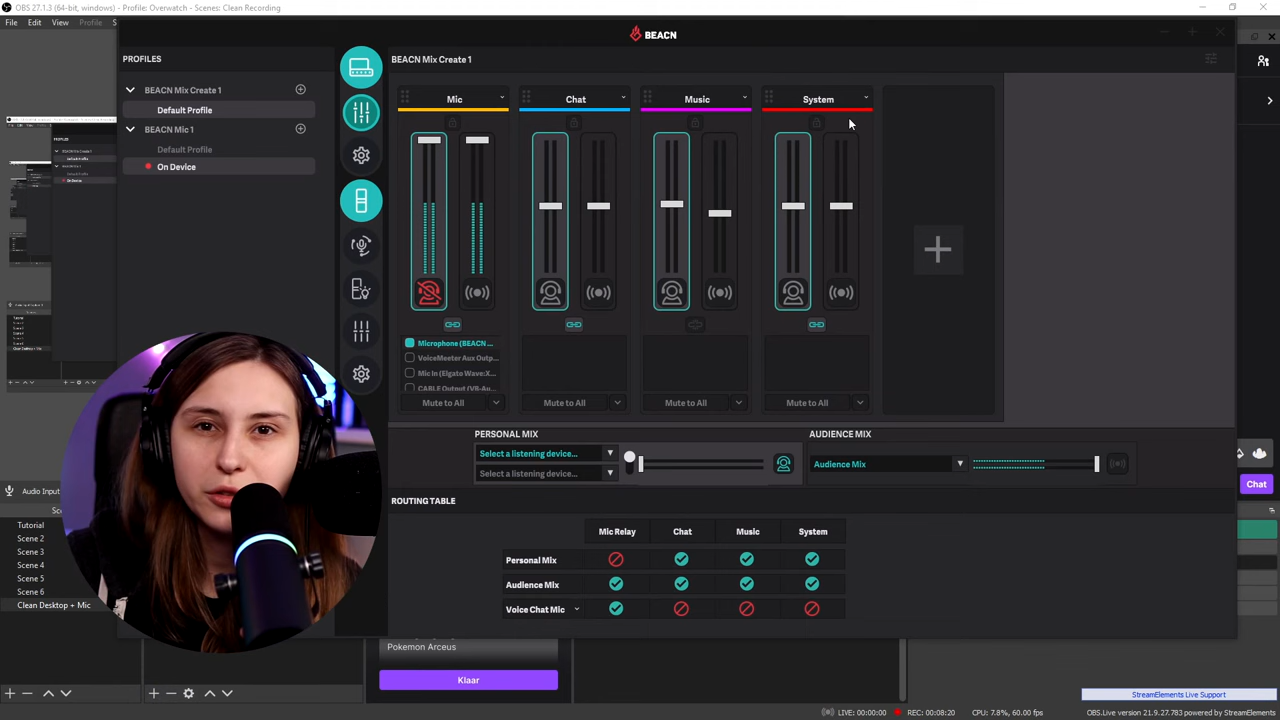 OBS 27.1.3 (64-bit, windows) - Profile: Overwatch - Scenes: Clean Recording
File Edit View Profile
BEACN
PROFILES
BEACN Mix Create 1
Default Profile
BEACN Mic 1
Default Profile
On Device
BEACN Mix Create 1
Mic Chat Music System
Microphone (BEACN ...
VoiceMeeter Aux Outp...
Mic In (Elgato Wave:X...
CABLE Output (VB-Au...
Mute to All Mute to All Mute to All Mute to All
PERSONAL MIX
Select a listening device...
Select a listening device...
AUDIENCE MIX
Audience Mix
ROUTING TABLE
Mic Relay Chat Music System
Personal Mix
Audience Mix
Voice Chat Mic
Audio Input
Tutorial
Scene 2
Scene 3
Scene 4
Scene 5
Scene 6
Clean Desktop + Mic
Chat
Pokemon Arceus
Klaar
StreamElements Live Support
LIVE: 00:00:00 REC: 00:08:20 CPU: 7.8%, 60.00 fps OBS.Live version 21.9.27.783 powered by StreamElements